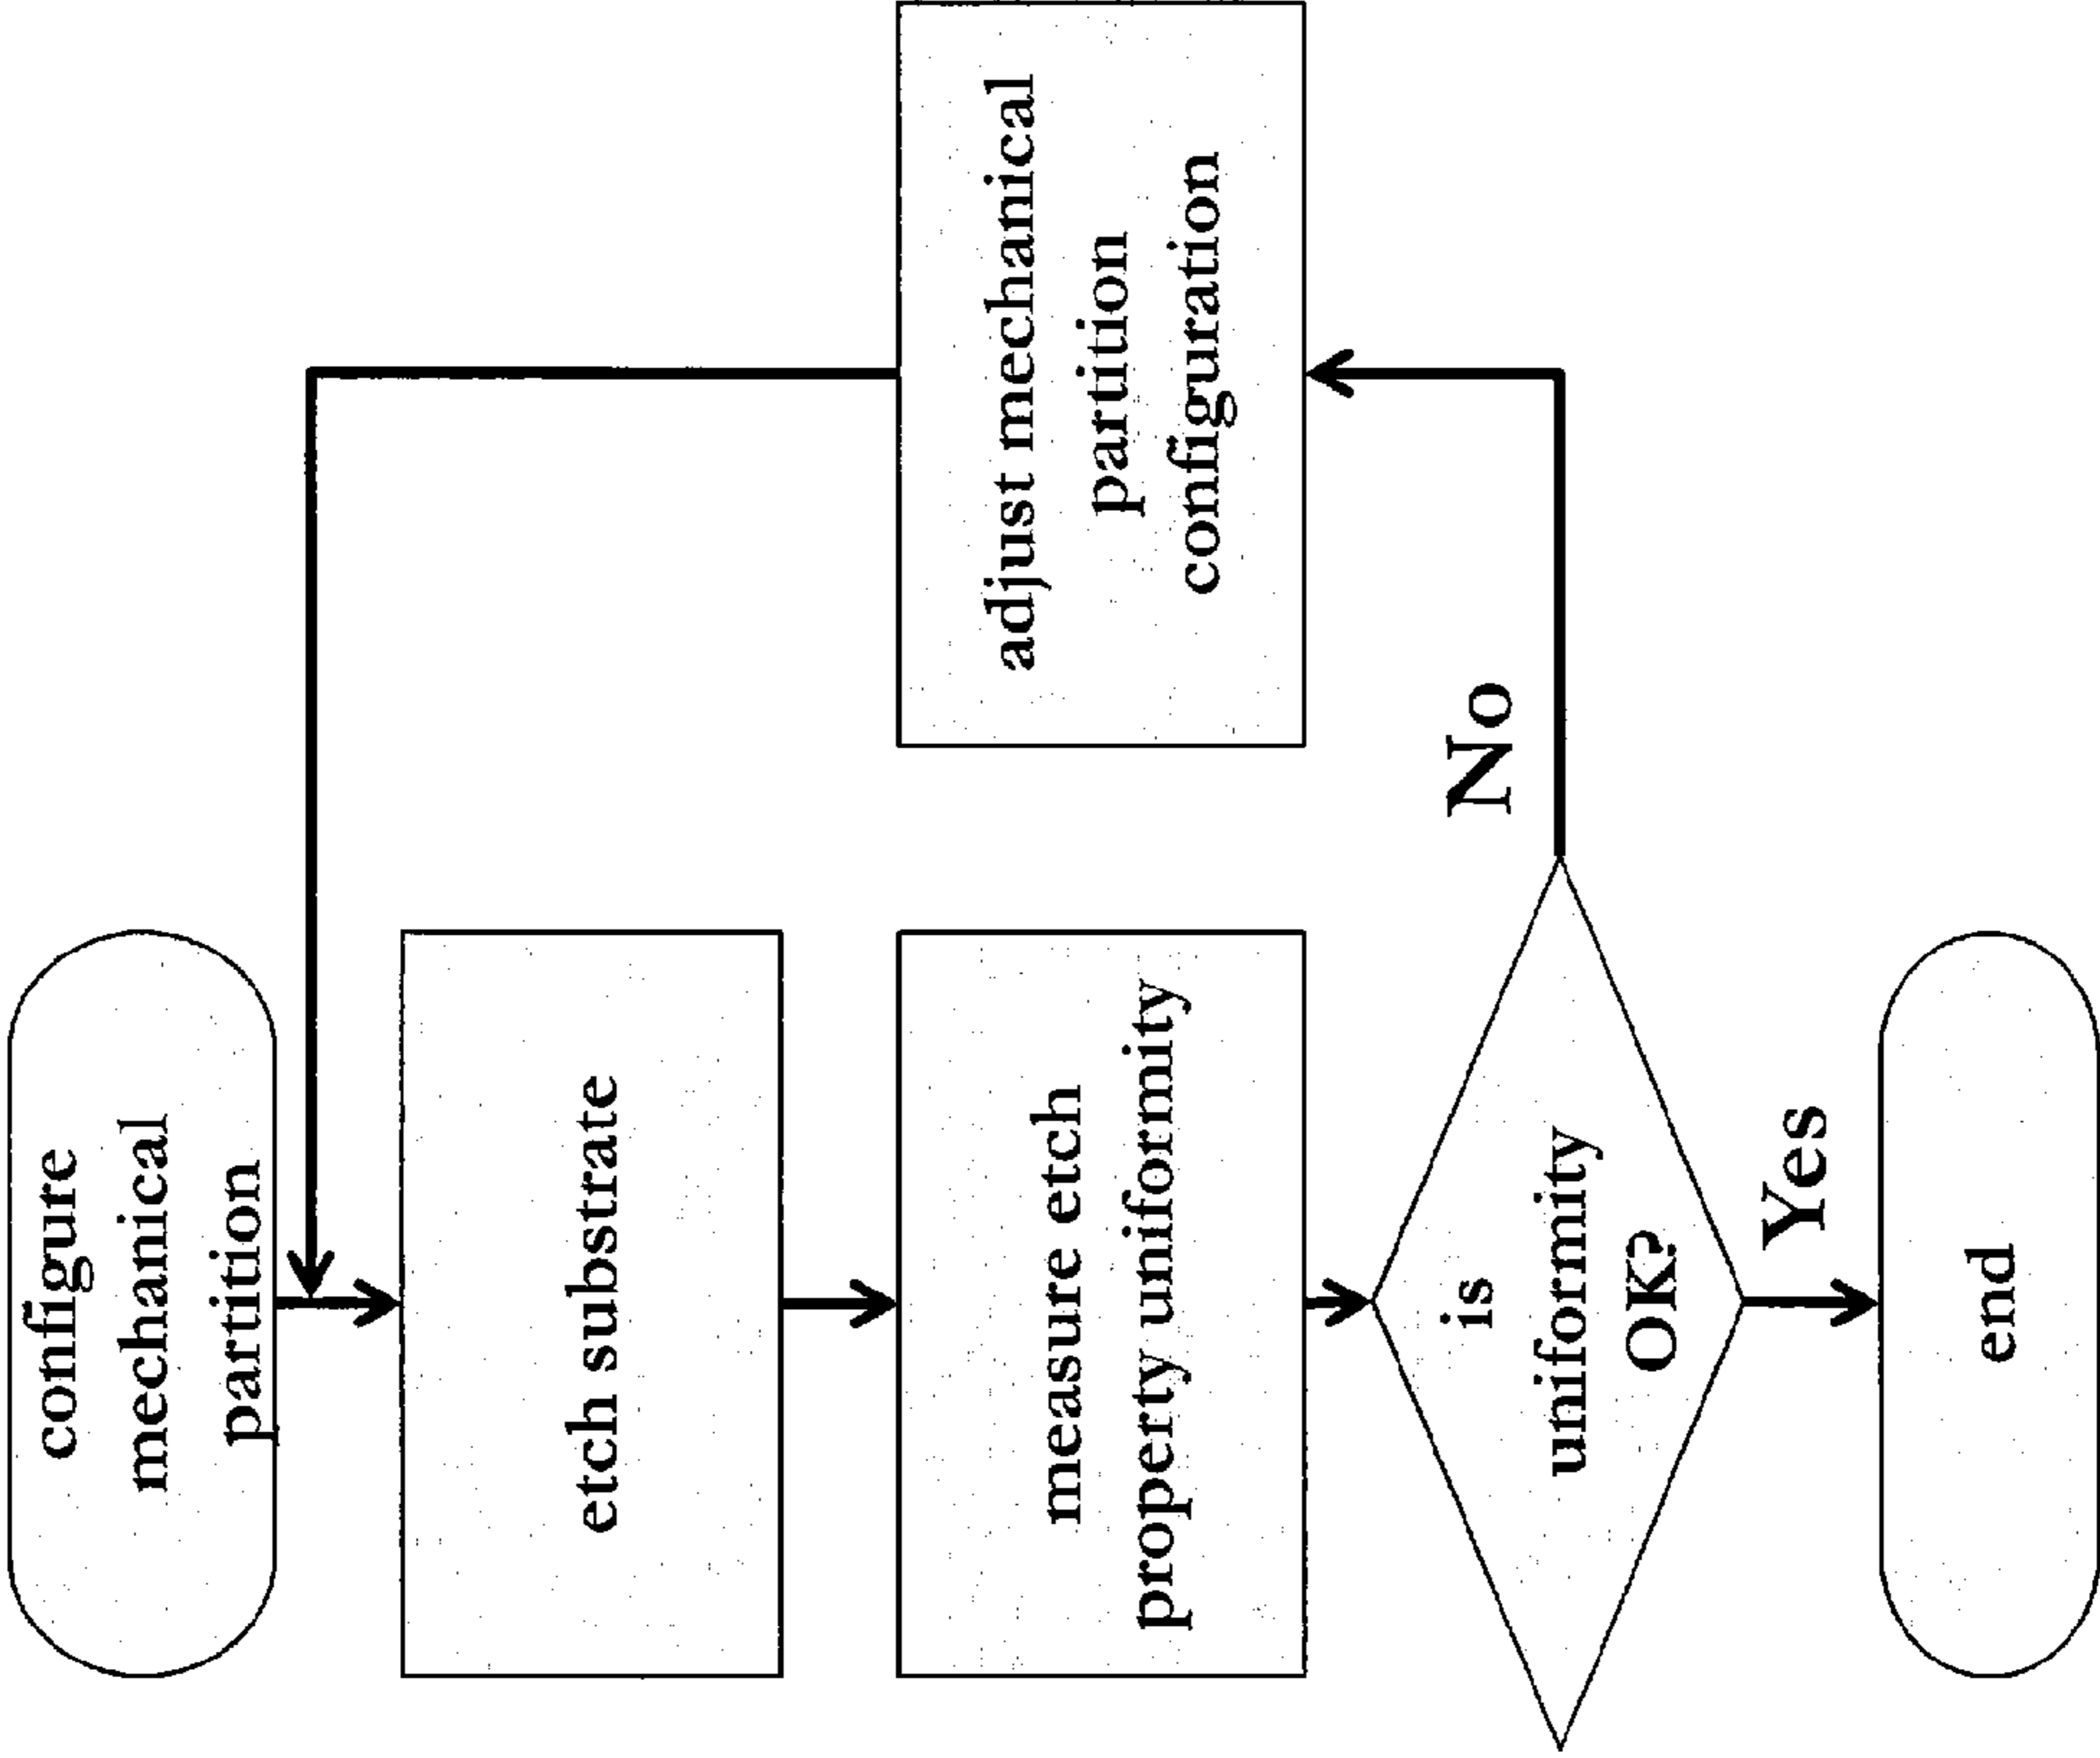 configure
mechanical
partition
etch substrate
measure etch
property uniformity
is
uniformity
OK?
Yes
end
No
adjust mechanical
partition
configuration